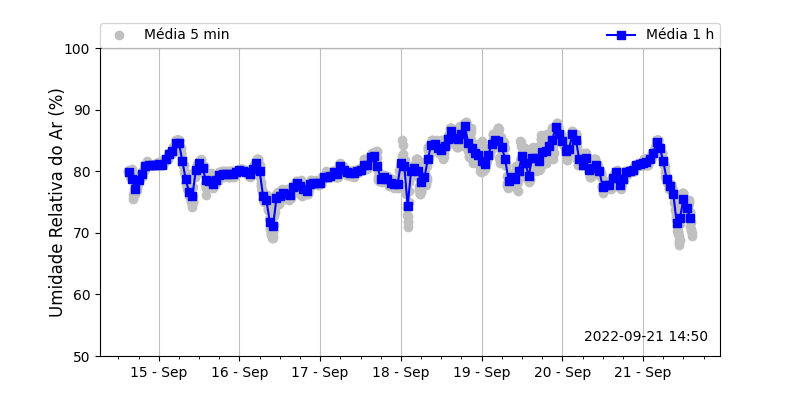 Média 5 min
Média 1 h
100
90
80
70
60
50
Umidade Relativa do Ar (%)
2022-09-21 14:50
15 - Sep
16 - Sep
17 - Sep
18 - Sep
19 - Sep
20 - Sep
21 - Sep